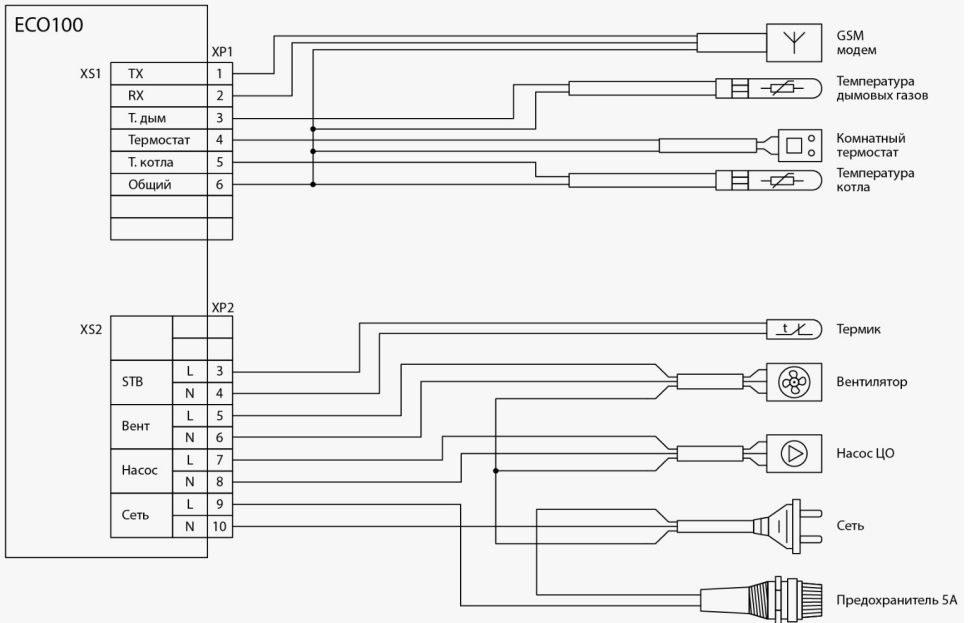 ECO100
XP1
XS1
TX 1
RX 2
Т. дым 3
Термостат 4
Т. котла 5
Общий 6
GSM
модем
Температура
дымовых газов
Комнатный
термостат
Температура
котла
XP2
XS2
STB L 3
N 4
Вент L 5
N 6
Насос L 7
N 8
Сеть L 9
N 10
t
Термик
Вентилятор
Насос ЦО
Сеть
Предохранитель 5А